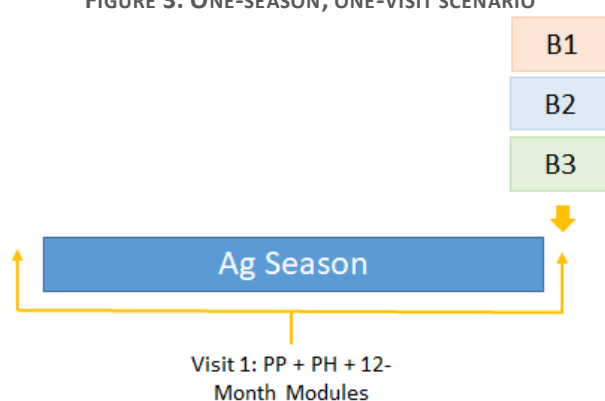 FIGURE 3. ONE-SEASON, ONE-VISIT SCENARIO
B1
B2
B3
Ag Season
Visit 1: PP + PH + 12-
Month Modules